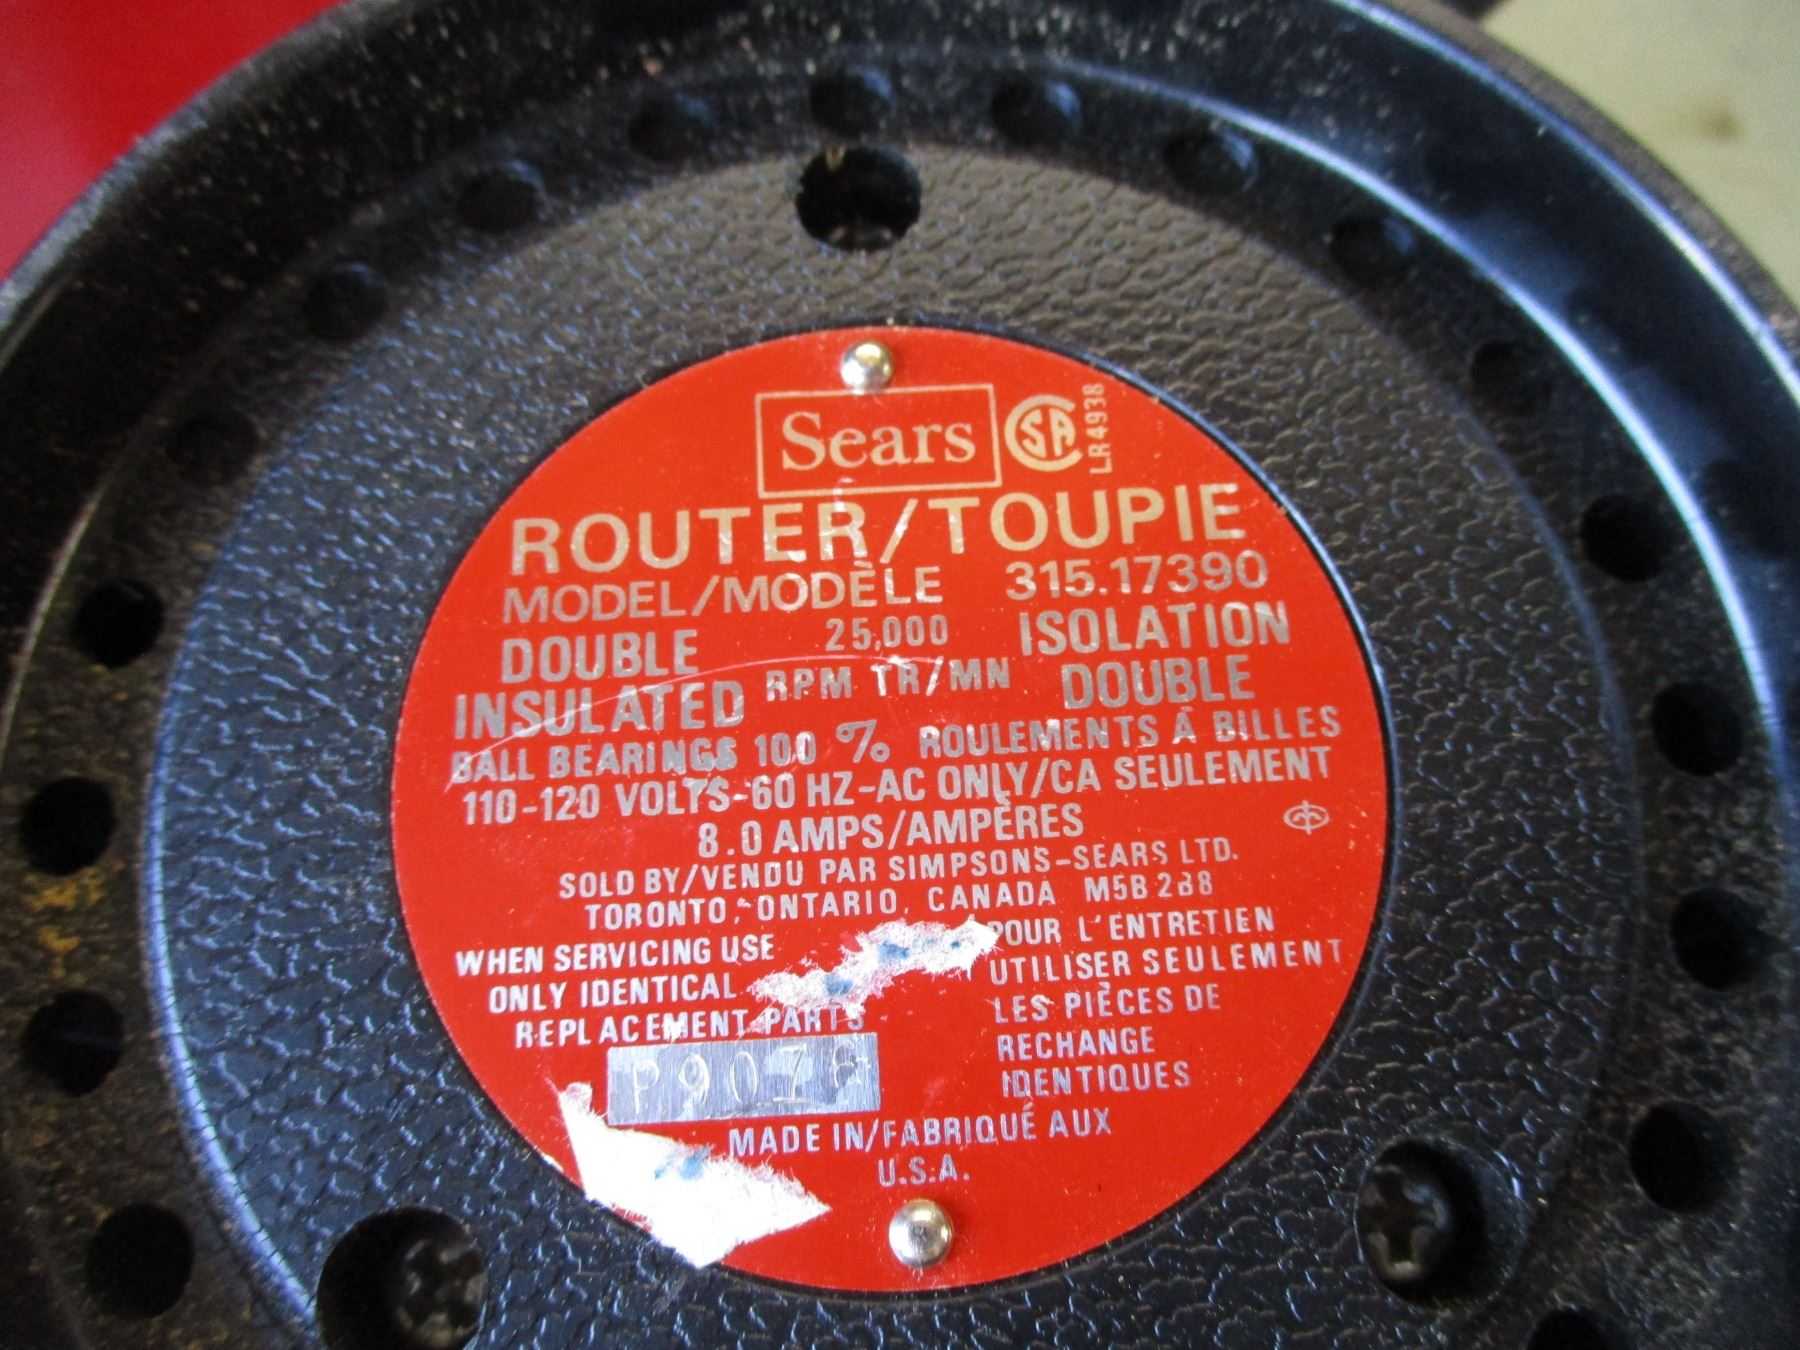 Sears
CSA
LR4938
ROUTER/TOUPIE
MODEL/MODÈLE 315.17390
DOUBLE INSULATED
25,000
RPM TR/MN
ISOLATION DOUBLE
BALL BEARINGS 100 % ROULEMENTS À BILLES
110-120 VOLTS-60 HZ-AC ONLY/CA SEULEMENT
8.0 AMPS/AMPÈRES
SOLD BY/VENDU PAR SIMPSONS-SEARS LTD.
TORONTO, ONTARIO, CANADA M5B 2B8
WHEN SERVICING USE
ONLY IDENTICAL
REPLACEMENT PARTS
POUR L'ENTRETIEN
UTILISER SEULEMENT
LES PIÈCES DE
RECHANGE
IDENTIQUES
P9076
MADE IN/FABRIQUÉ AUX
U.S.A.